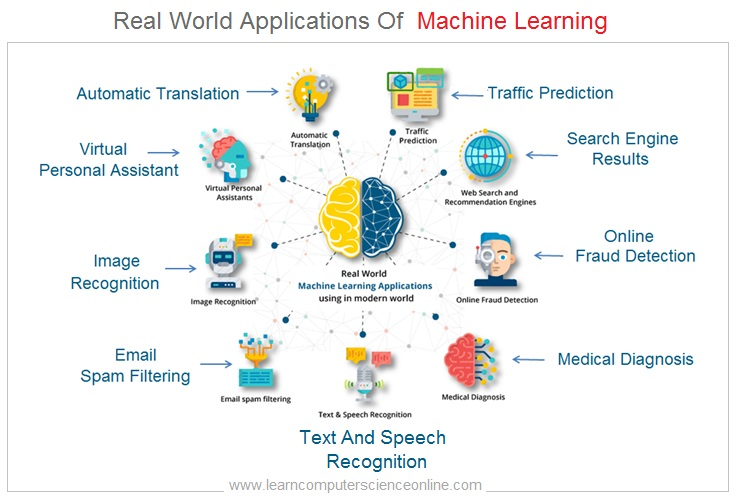 Real World Applications Of Machine Learning
Automatic Translation
Automatic
Translation
Traffic
Prediction
Traffic Prediction
Virtual
Personal Assistant
Virtual Personal
Assistants
Web Search and
Recommendation Engines
Search Engine
Results
Image
Recognition
Image Recognition
Real World
Machine Learning Applications
using in modern world
Online Fraud Detection
Online
Fraud Detection
Email
Spam Filtering
Email spam filtering
Text & Speech Recognition
Medical Diagnosis
Medical Diagnosis
Text And Speech
Recognition
www.learncomputerscienceonline.com